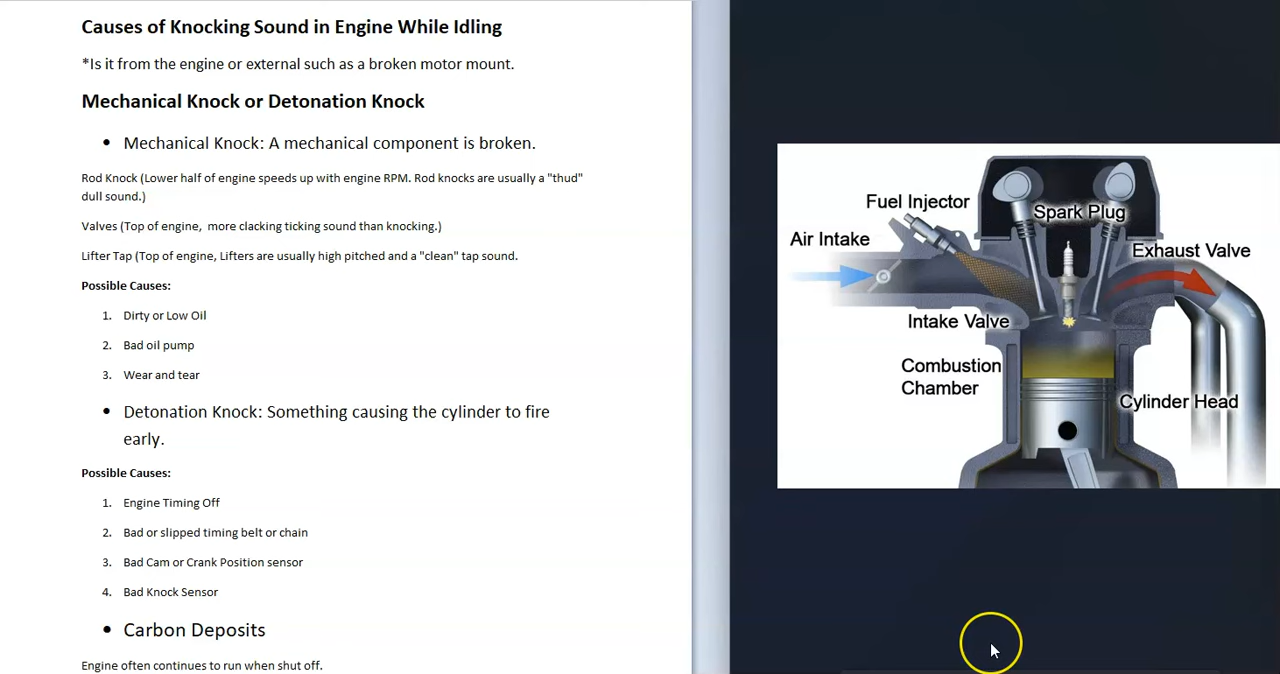 Causes of Knocking Sound in Engine While Idling
*Is it from the engine or external such as a broken motor mount.
Mechanical Knock or Detonation Knock
• Mechanical Knock: A mechanical component is broken.
Rod Knock (Lower half of engine speeds up with engine RPM. Rod knocks are usually a "thud"
dull sound.)
Valves (Top of engine,  more clacking ticking sound than knocking.)
Lifter Tap (Top of engine, Lifters are usually high pitched and a "clean" tap sound.
Possible Causes:
1. Dirty or Low Oil
2. Bad oil pump
3. Wear and tear
• Detonation Knock: Something causing the cylinder to fire
early.
Possible Causes:
1. Engine Timing Off
2. Bad or slipped timing belt or chain
3. Bad Cam or Crank Position sensor
4. Bad Knock Sensor
• Carbon Deposits
Engine often continues to run when shut off.
Fuel Injector
Spark Plug
Air Intake
Exhaust Valve
Intake Valve
Combustion
Chamber
Cylinder Head